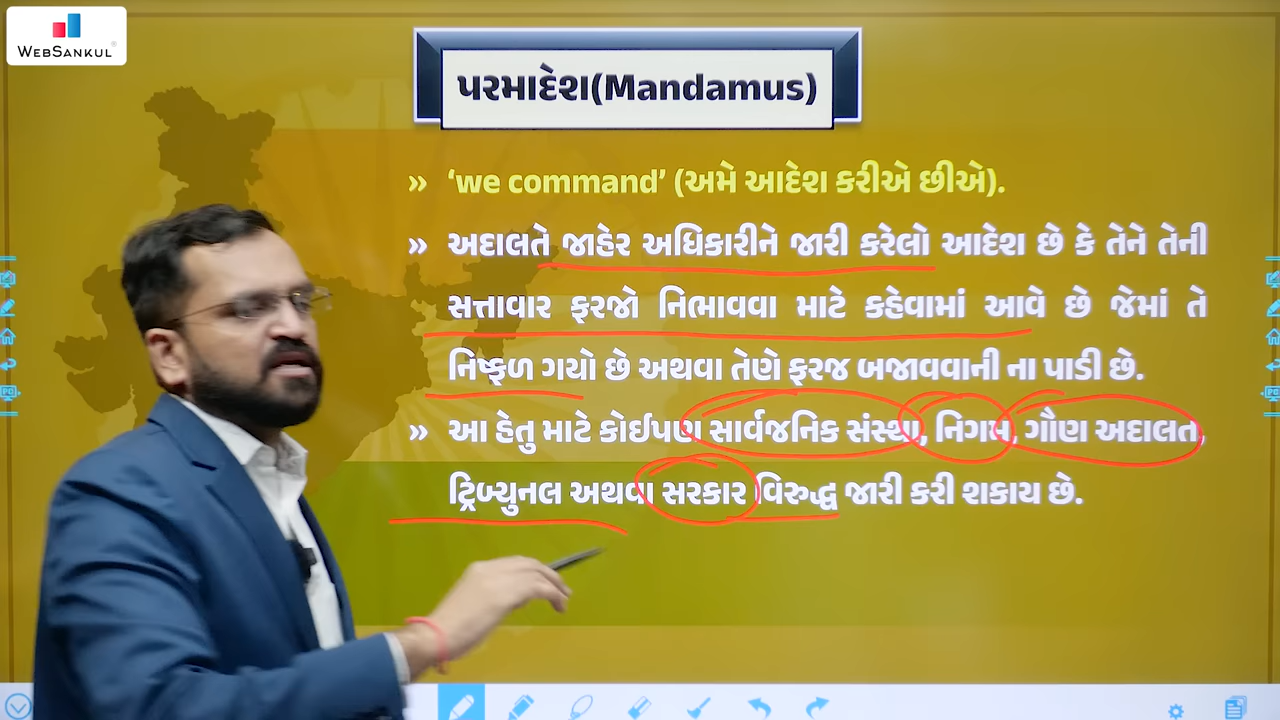 WEBSANKUL
પરમાદેશ(Mandamus)
» ‘we command’ (અમે આદેશ કરીએ છીએ).
» અદાલતે જાહેર અધિકારીને જારી કરેલો આદેશ છે કે તેને તેની
સત્તાવાર ફરજો નિભાવવા માટે કહેવામાં આવે છે જેમાં તે
નિષ્ફળ ગયો છે અથવા તેણે ફરજ બજાવવાની ના પાડી છે.
» આ હેતુ માટે કોઈપણ સાર્વજનિક સંસ્થા, નિગમ, ગૌણ અદાલત,
ટ્રિબ્યુનલ અથવા સરકાર વિરુદ્ધ જારી કરી શકાય છે.